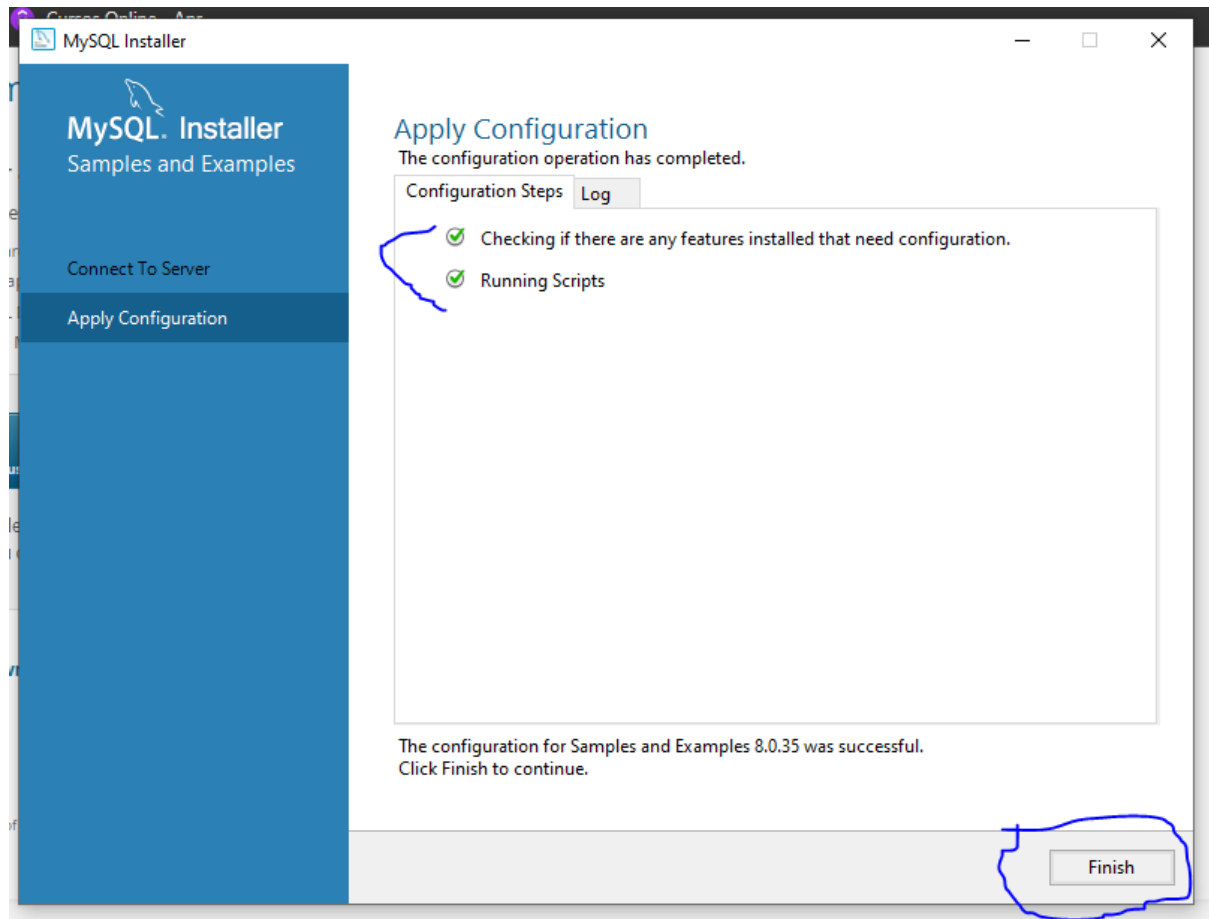 MySQL Installer
MySQL. Installer
Samples and Examples
Connect To Server
Apply Configuration
Apply Configuration
The configuration operation has completed.
Configuration Steps
Log
Checking if there are any features installed that need configuration.
Running Scripts
The configuration for Samples and Examples 8.0.35 was successful.
Click Finish to continue.
Finish